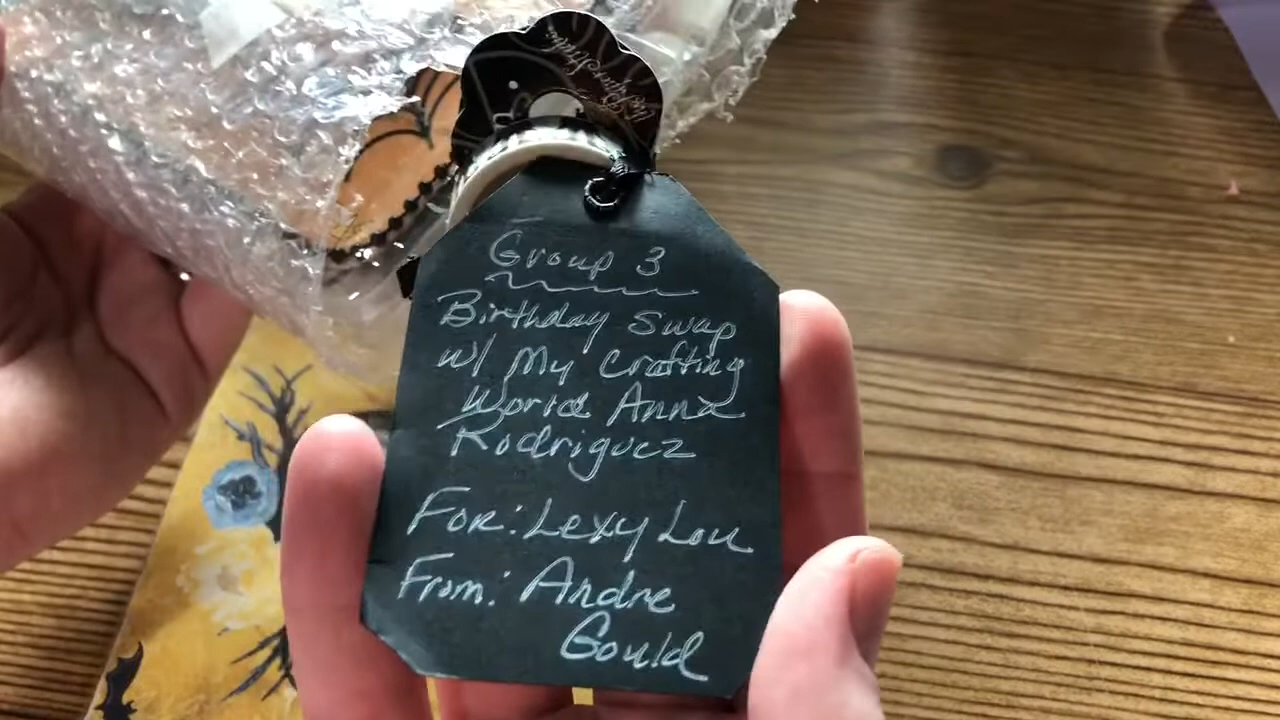 Group 3
Birthday Swap
w/ My Crafting
World Anna
Rodriguez
For: Lexy Lou
From: Andre
Gould